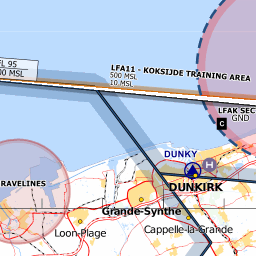 FL 95
MSL
LFA11 - KOKSIJDE TRAINING AREA
500 MSL
10 MSL
LFAK SEC
GND
C
DUNKY
H
DUNKIRK
RAVELINES
Grande-Synthe
Loon-Plage
Cappelle-la-Grande